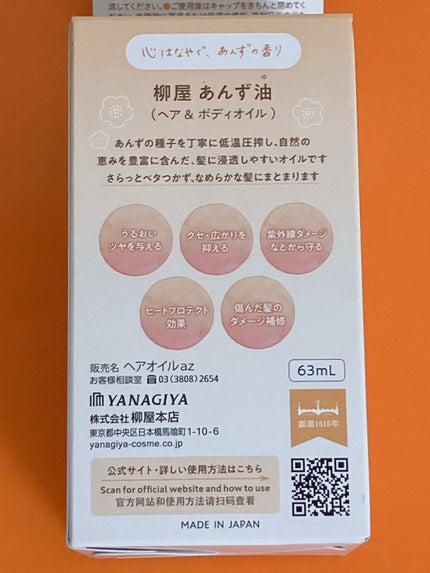 流してください。●ご使用後はキャップをきちんと閉めてく
心はなやぐ、あんずの香り
ゆ
柳屋 あんず油
(ヘア & ボディオイル)
あんずの種子を丁寧に低温圧搾し、自然の
恵みを豊富に含んだ、髪に浸透しやすいオイルです
さらっとベタつかず、なめらかな髪にまとまります
うるおい
ツヤを与える
クセ・広がりを
抑える
紫外線ダメージ
などから守る
ヒートプロテクト
効果
傷んだ髪の
ダメージ補修
販売名 ヘアオイルaz
お客様相談室 ☎ 03(3808)2654
63mL
YANAGIYA
株式会社 柳屋本店
東京都中央区日本橋馬喰町1-10-6
yanagiya-cosme.co.jp
創業1615年
公式サイト・詳しい使用方法はこちら
Scan for official website and how to use
官方网站和使用方法请扫码查看
MADE IN JAPAN